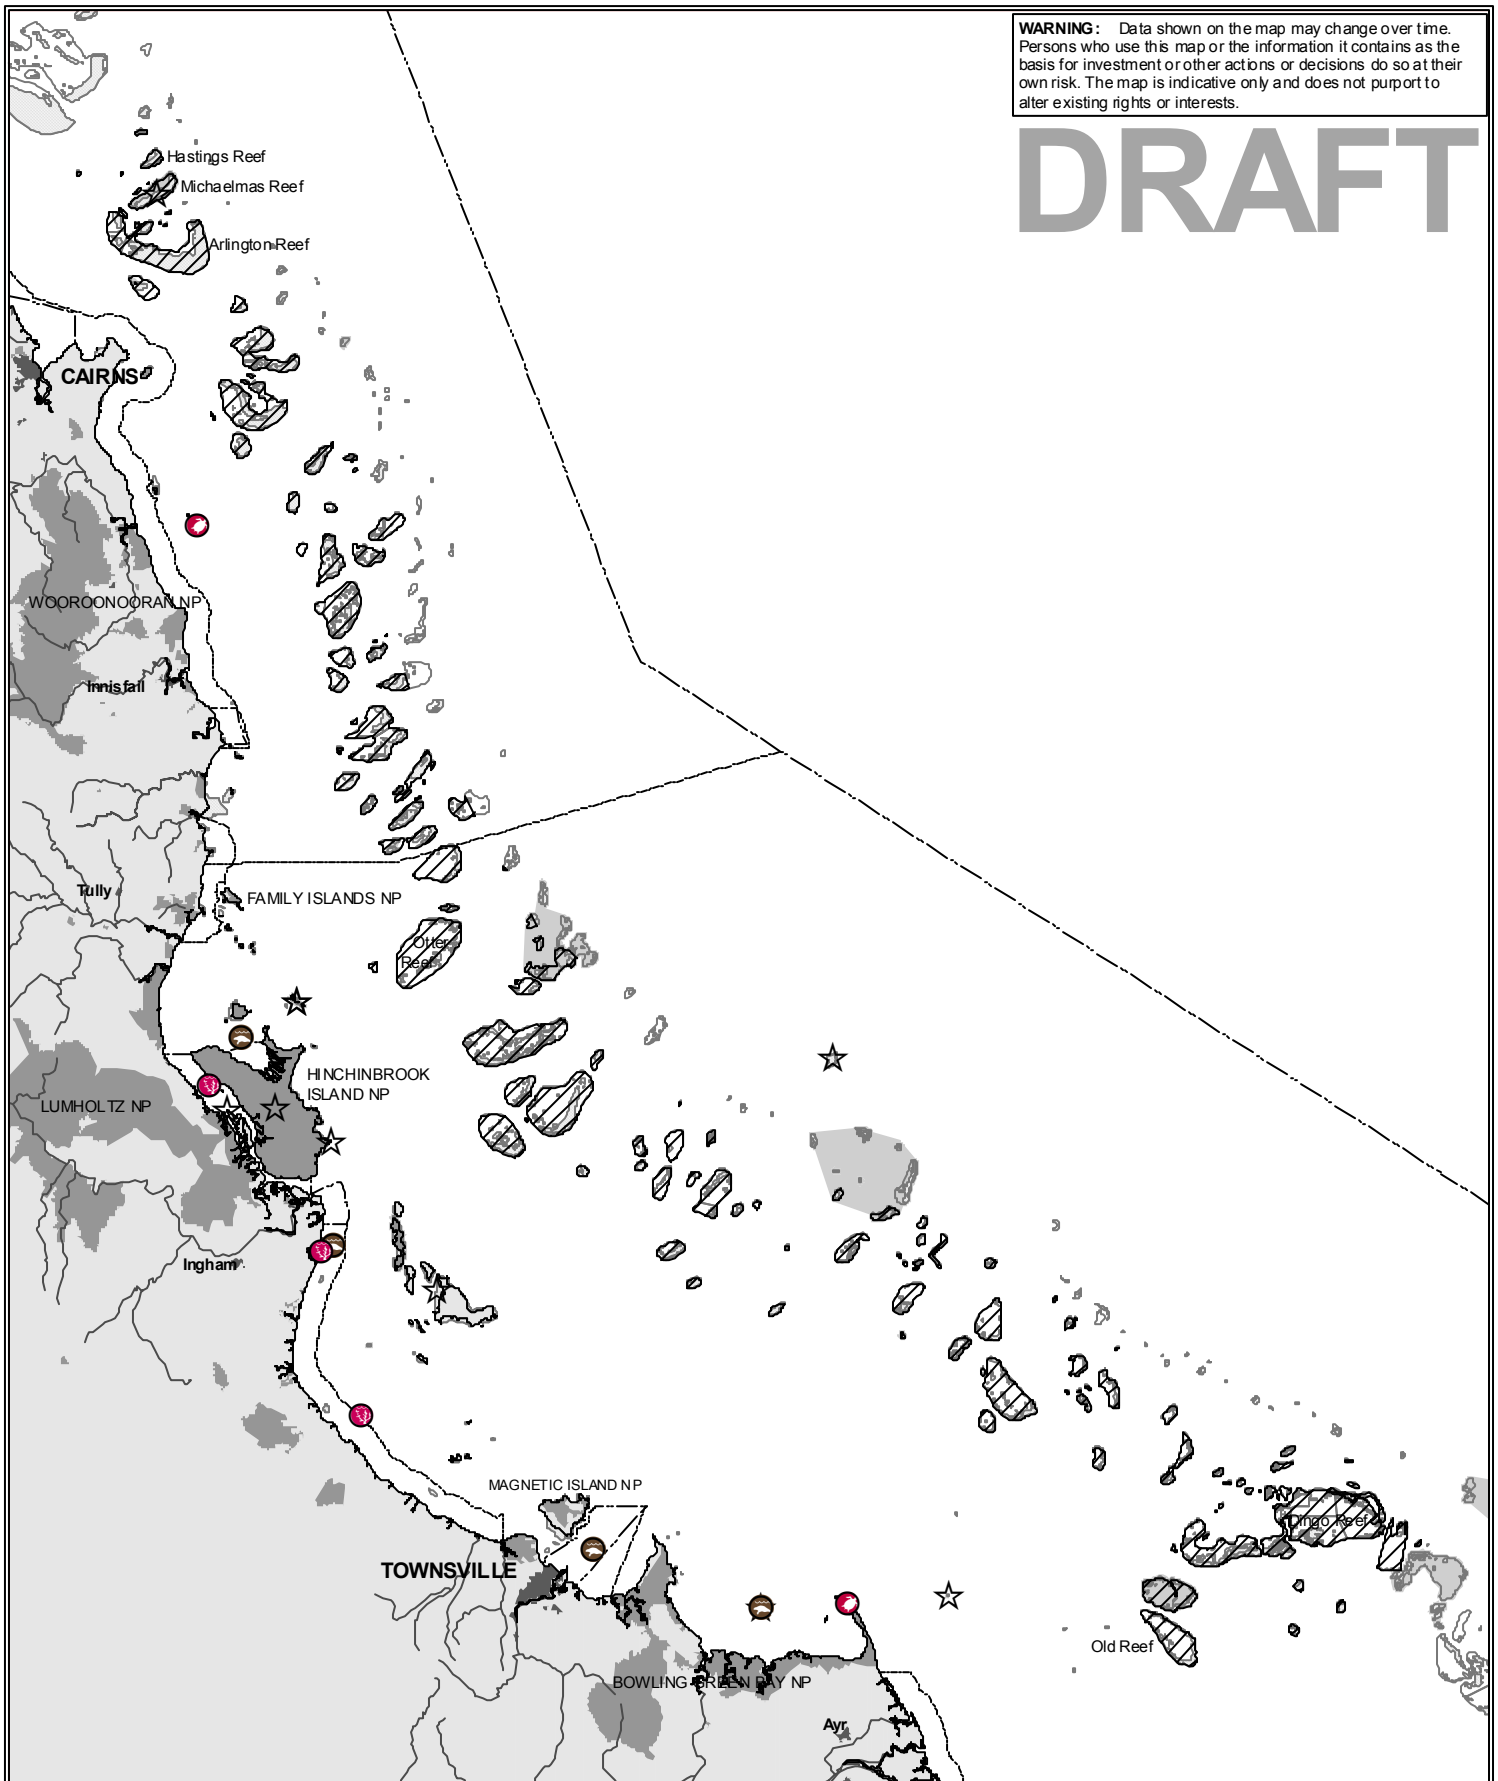 WARNING: Data shown on the map may change over time.
Persons who use this map or the information it contains as the
basis for investment or other actions or decisions do so at their
own risk. The map is indicative only and does not purport to
alter existing rights or interests.
DRAFT
Hastings Reef
Michaelmas Reef
Arlington Reef
CAIRNS
WOOROONOORAN NP
Innisfail
Tully
FAMILY ISLANDS NP
Otter
Reef
HINCHINBROOK
ISLAND NP
LUMHOLTZ NP
Ingham
MAGNETIC ISLAND NP
Dingo Reef
TOWNSVILLE
Old Reef
BOWLING GREEN BAY NP
Ayr